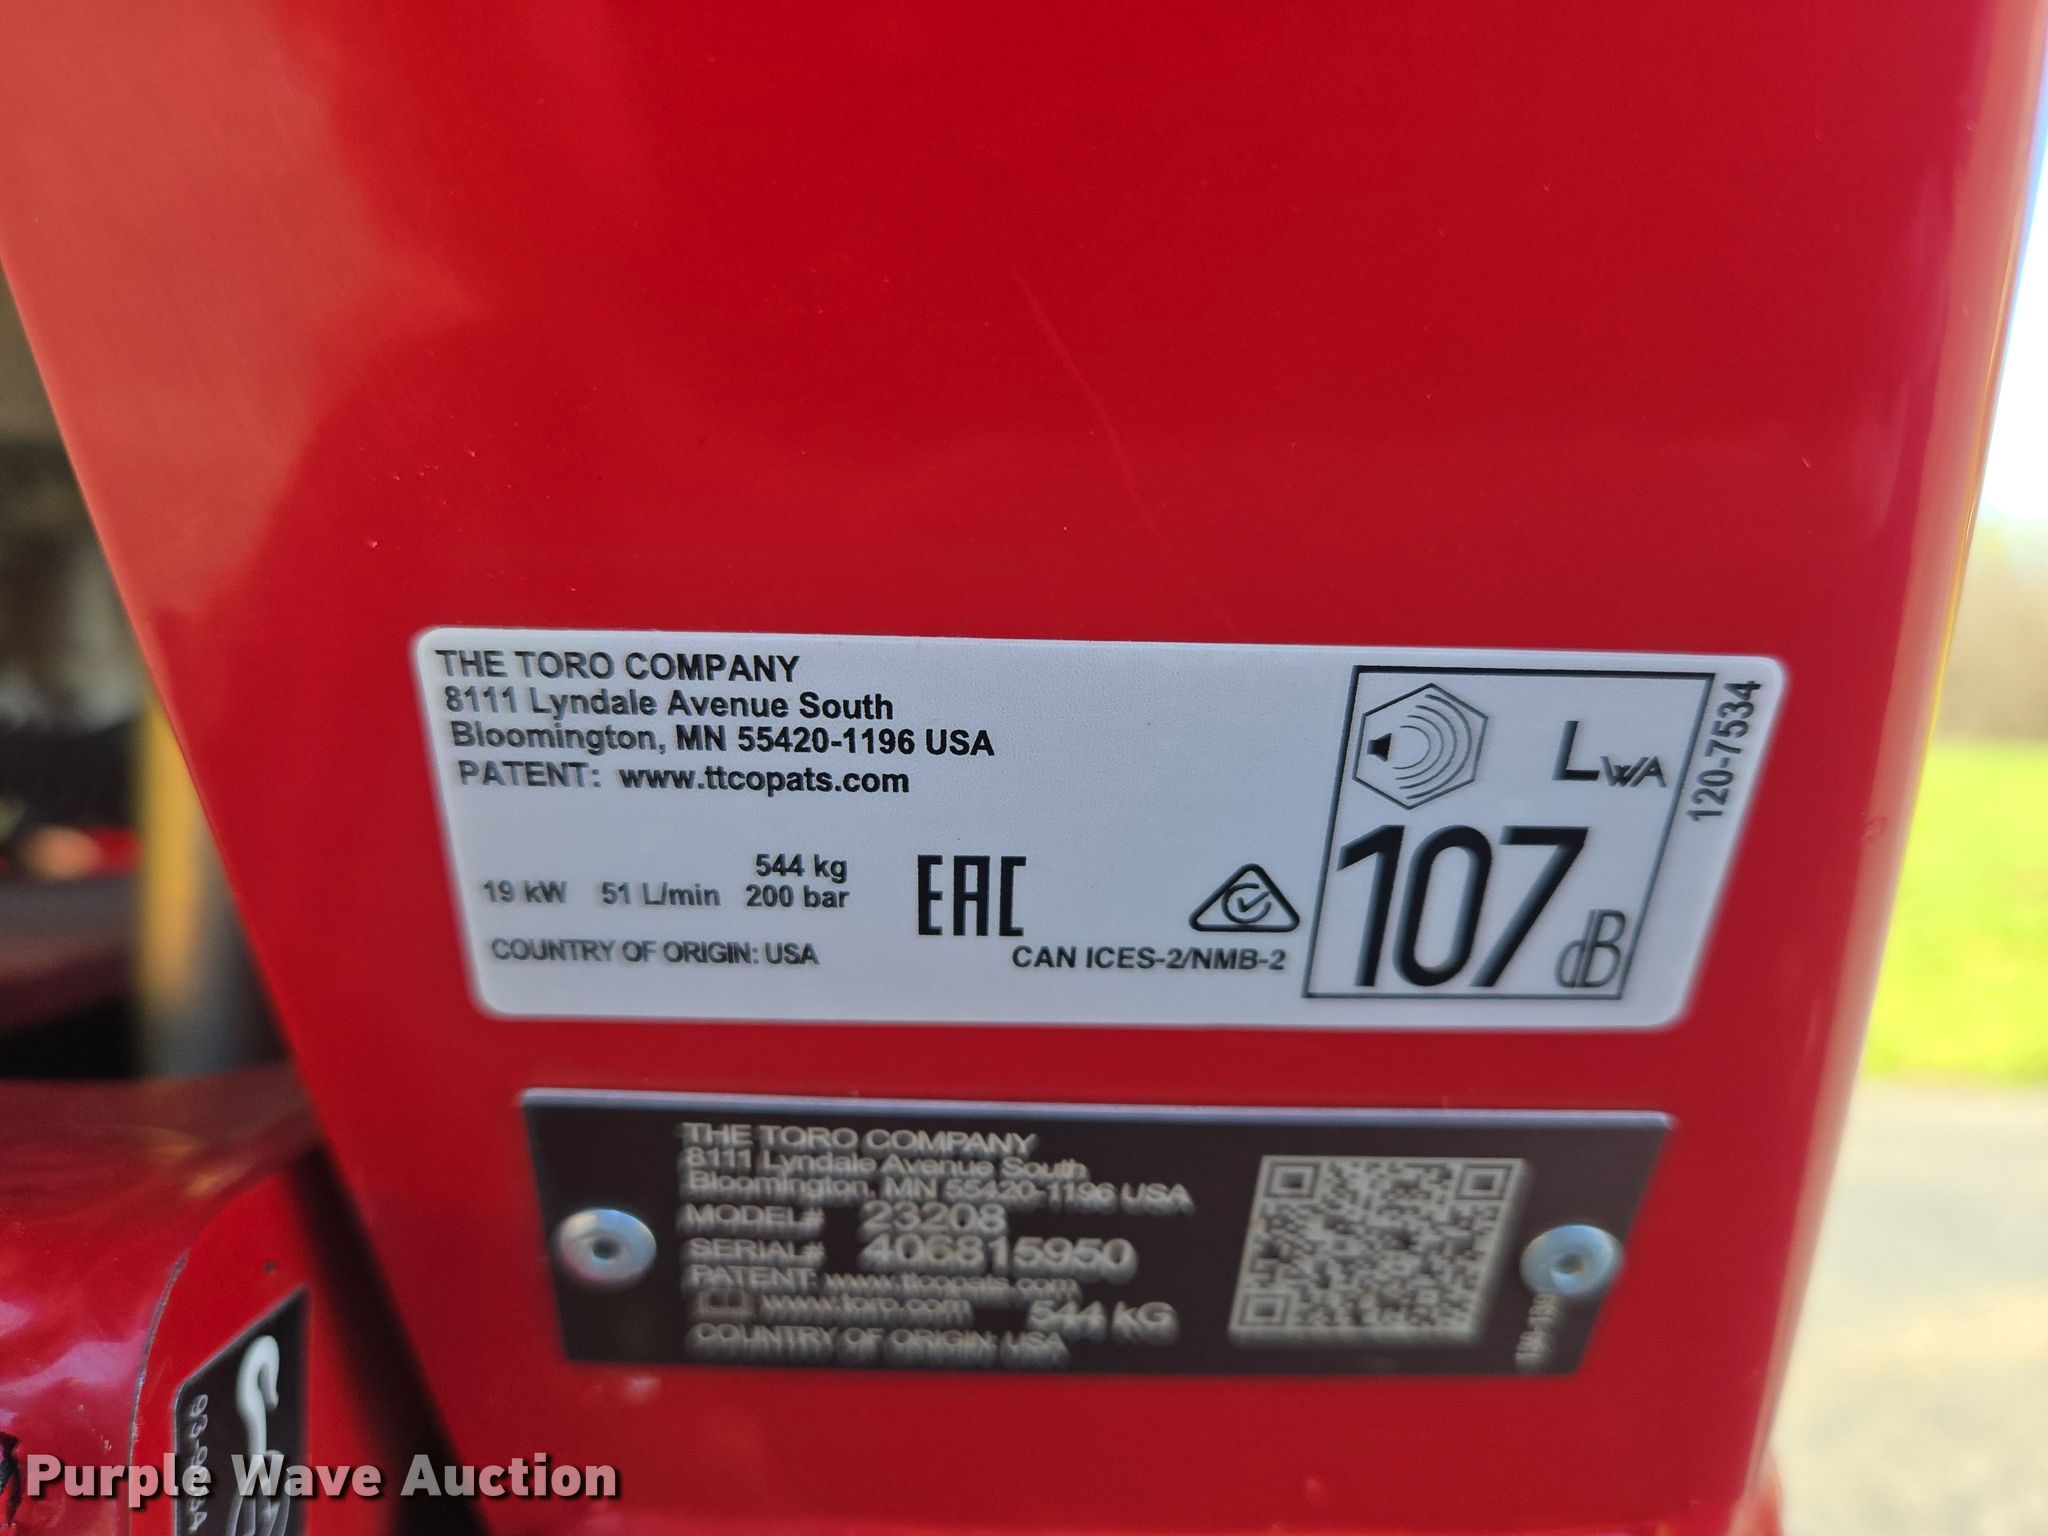 THE TORO COMPANY
8111 Lyndale Avenue South
Bloomington, MN 55420-1196 USA
PATENT: www.ttcopats.com
544 kg
19 kW 51 L/min 200 bar
COUNTRY OF ORIGIN: USA
EAC
CAN ICES-2/NMB-2
LWA
107 dB
120-7534
THE TORO COMPANY
8111 Lyndale Avenue South
Bloomington, MN 55420-1196 USA
MODEL# 23208
SERIAL# 406815950
PATENT: www.ttcopats.com
www.toro.com 544 kG
COUNTRY OF ORIGIN: USA
Purple Wave Auction